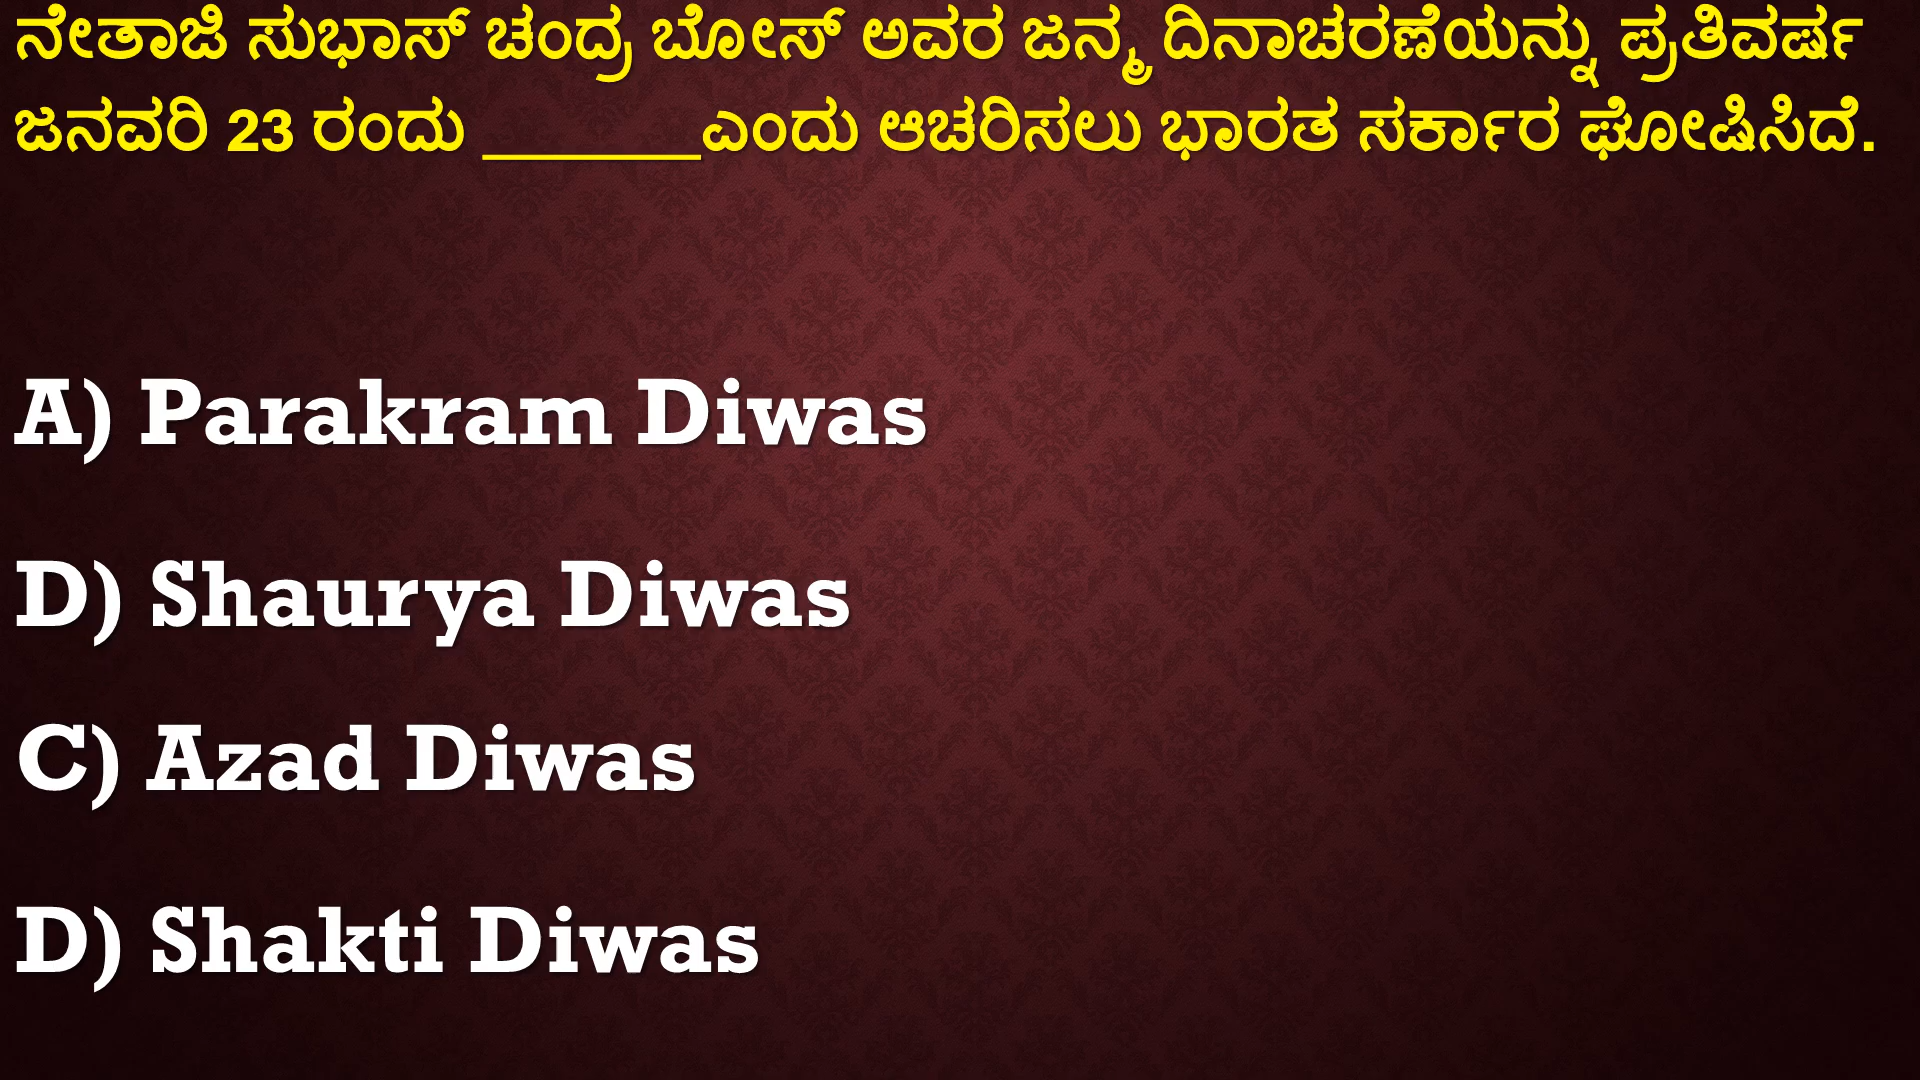 ನೇತಾಜಿ ಸುಭಾಸ್ ಚಂದ್ರ ಬೋಸ್ ಅವರ ಜನ್ಮ ದಿನಾಚರಣೆಯನ್ನು ಪ್ರತಿವರ್ಷ
ಜನವರಿ 23 ರಂದು _______ಎಂದು ಆಚರಿಸಲು ಭಾರತ ಸರ್ಕಾರ ಘೋಷಿಸಿದೆ.
A) Parakram Diwas
D) Shaurya Diwas
C) Azad Diwas
D) Shakti Diwas